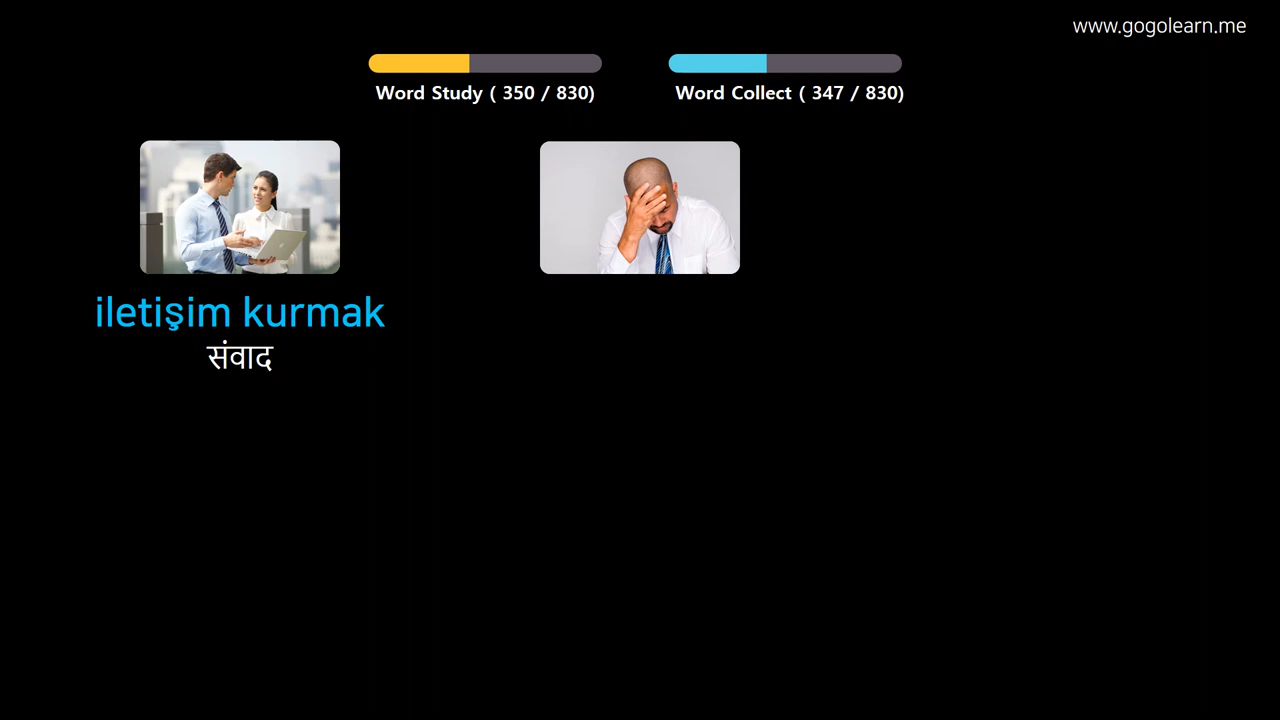 www.gogolearn.me
Word Study ( 350 / 830)
Word Collect ( 347 / 830)
iletişim kurmak
संवाद